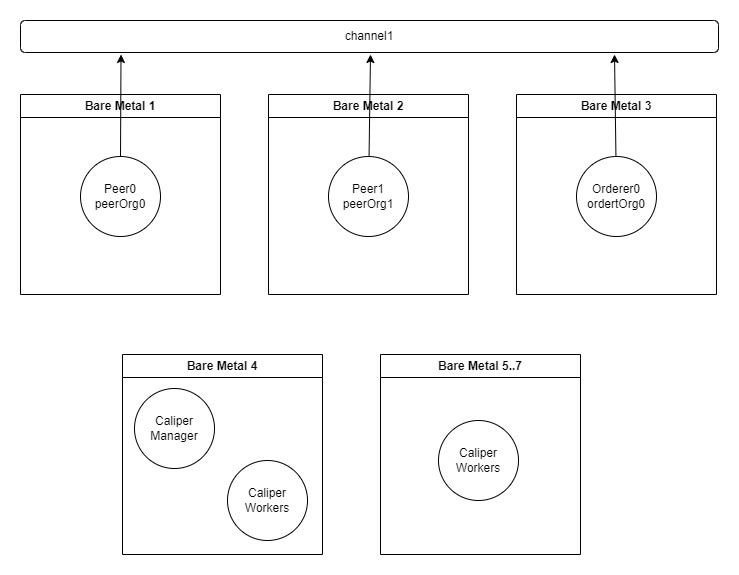 channel1
Bare Metal 1
Bare Metal 2
Bare Metal 3
Peer0
peerOrg0
Peer1
peerOrg1
Orderer0
ordertOrg0
Bare Metal 4
Bare Metal 5..7
Caliper
Manager
Caliper
Workers
Caliper
Workers